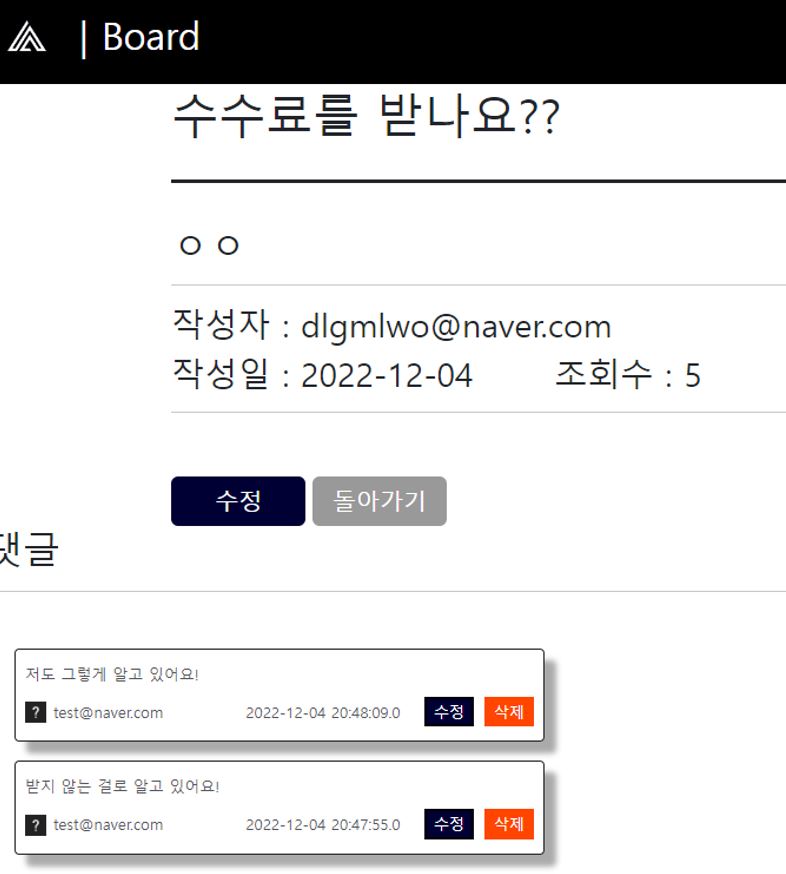 | Board
수수료를 받나요??
ㅇㅇ
작성자 : dlgmlwo@naver.com
작성일 : 2022-12-04 조회수 : 5
수정 돌아가기
댓글
저도 그렇게 알고 있어요!
? test@naver.com 2022-12-04 20:48:09.0 수정 삭제
받지 않는 걸로 알고 있어요!
? test@naver.com 2022-12-04 20:47:55.0 수정 삭제